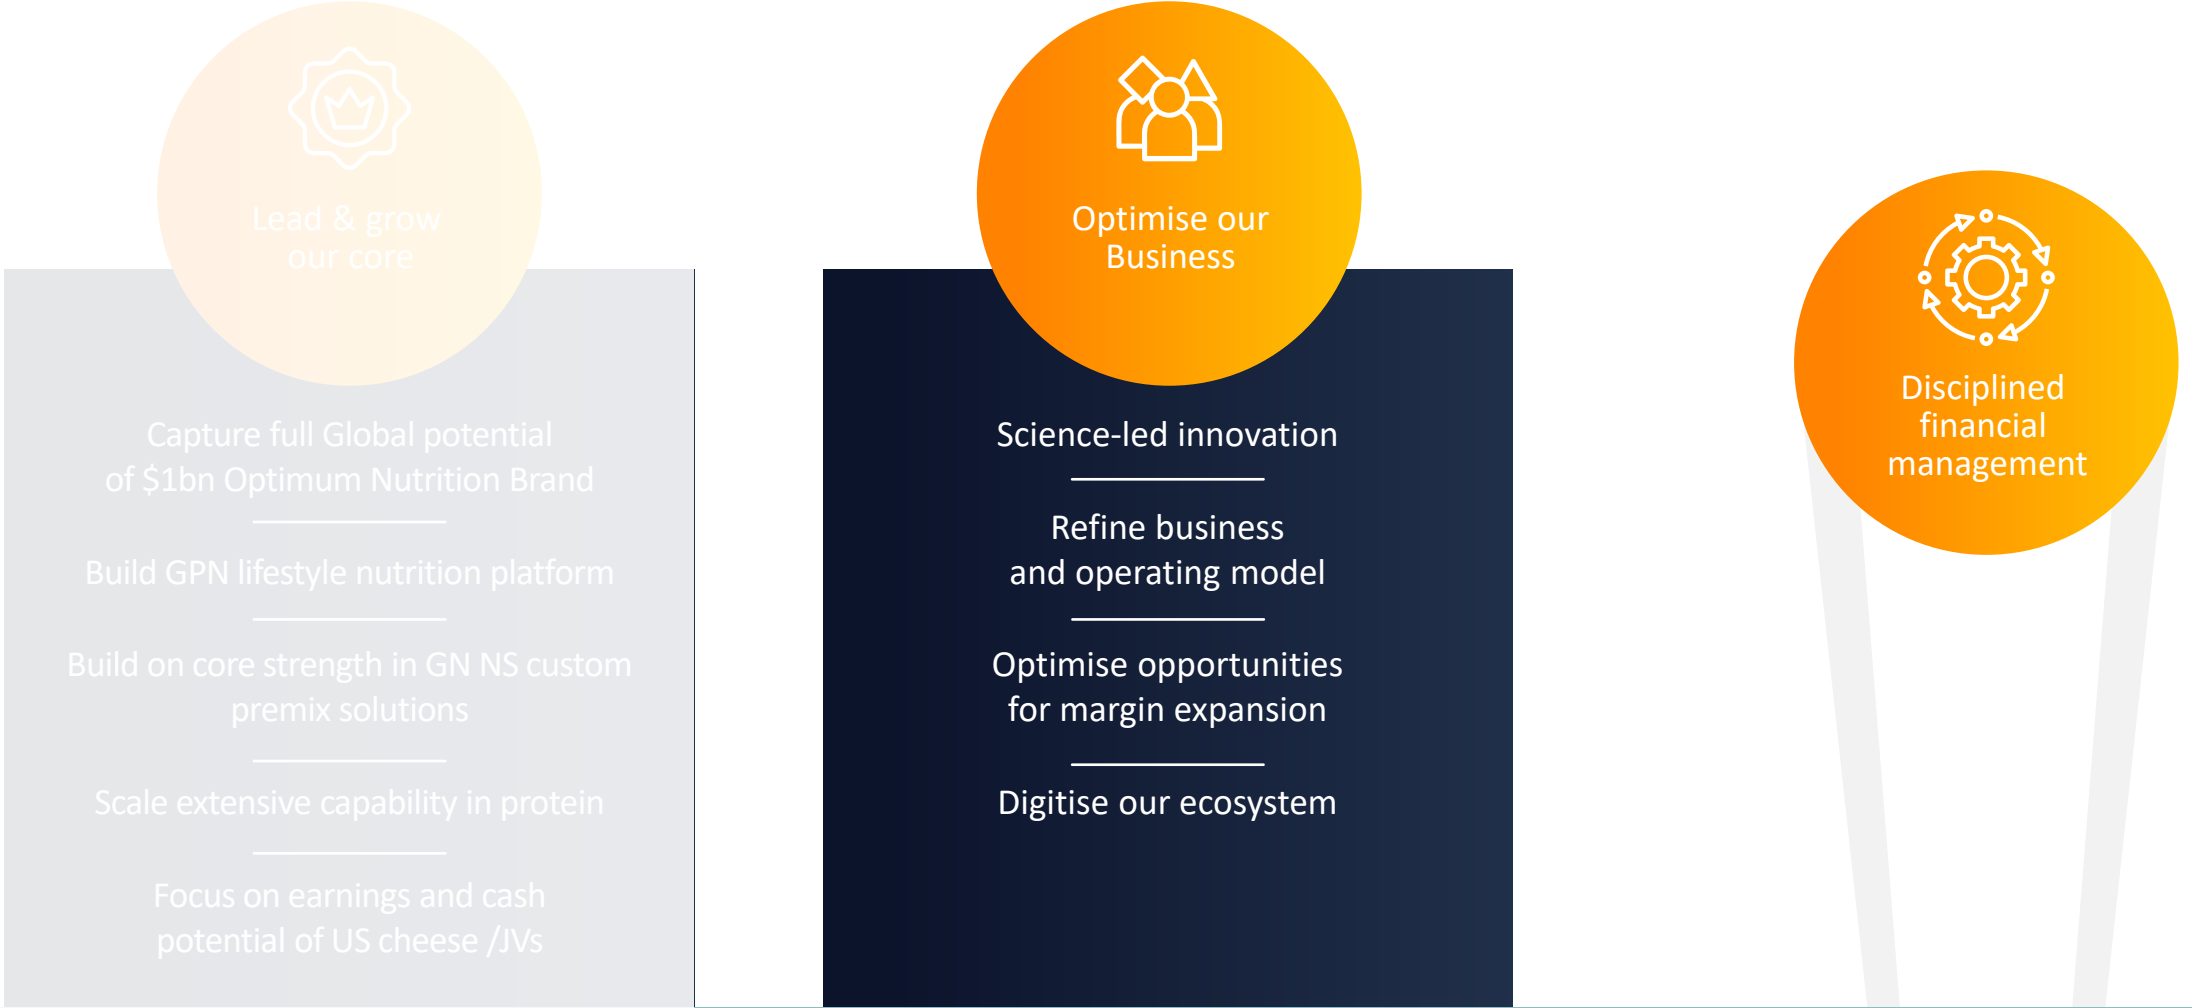 Lead & grow
our core
Capture full Global potential
of $1bn Optimum Nutrition Brand
Build GPN lifestyle nutrition platform
Build on core strength in GN NS custom
premix solutions
Scale extensive capability in protein
Focus on earnings and cash
potential of US cheese /JVs
Optimise our
Business
Science-led innovation
Refine business
and operating model
Optimise opportunities
for margin expansion
Digitise our ecosystem
Disciplined
financial
management